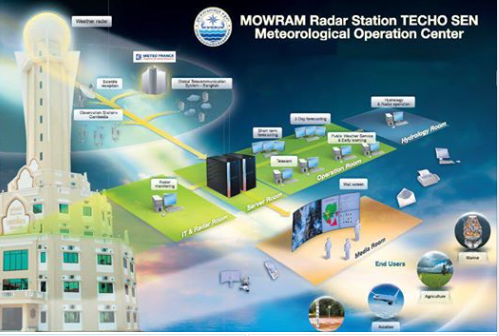 MOWRAM Radar Station TECHO SEN
Meteorological Operation Center
Weather radar
METEO FRANCE
Satellite
reception
Global Telecommunication
System - Bangkok
Observation Stations
Cambodia
Hydrology
& Radar operation
3 Day forecasting
Short term
forecasting
Public Weather Service
& Early warning
Hydrology Room
Telecom
Operation Room
Radar
monitoring
Server Room
Wall screen
IT & Radar Room
Media Room
End Users
Marine
Agriculture
Aviation